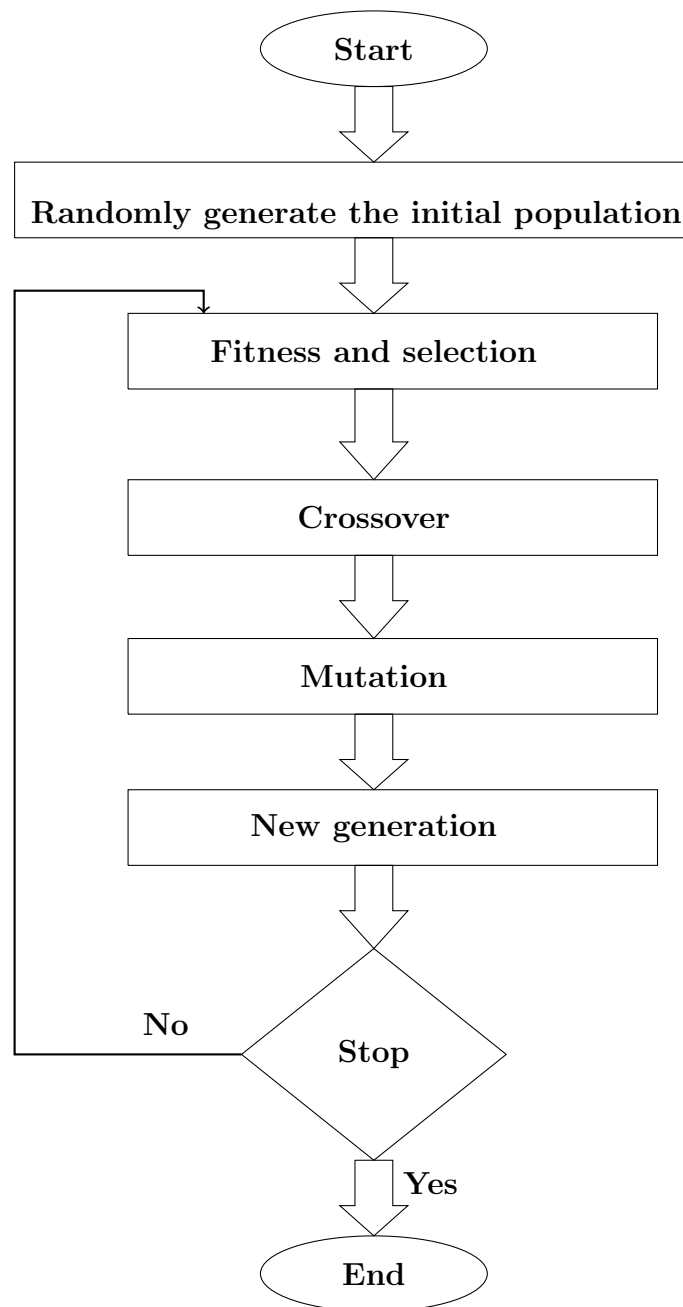 Start
Randomly generate the initial population
Fitness and selection
Crossover
Mutation
New generation
No
Stop
Yes
End